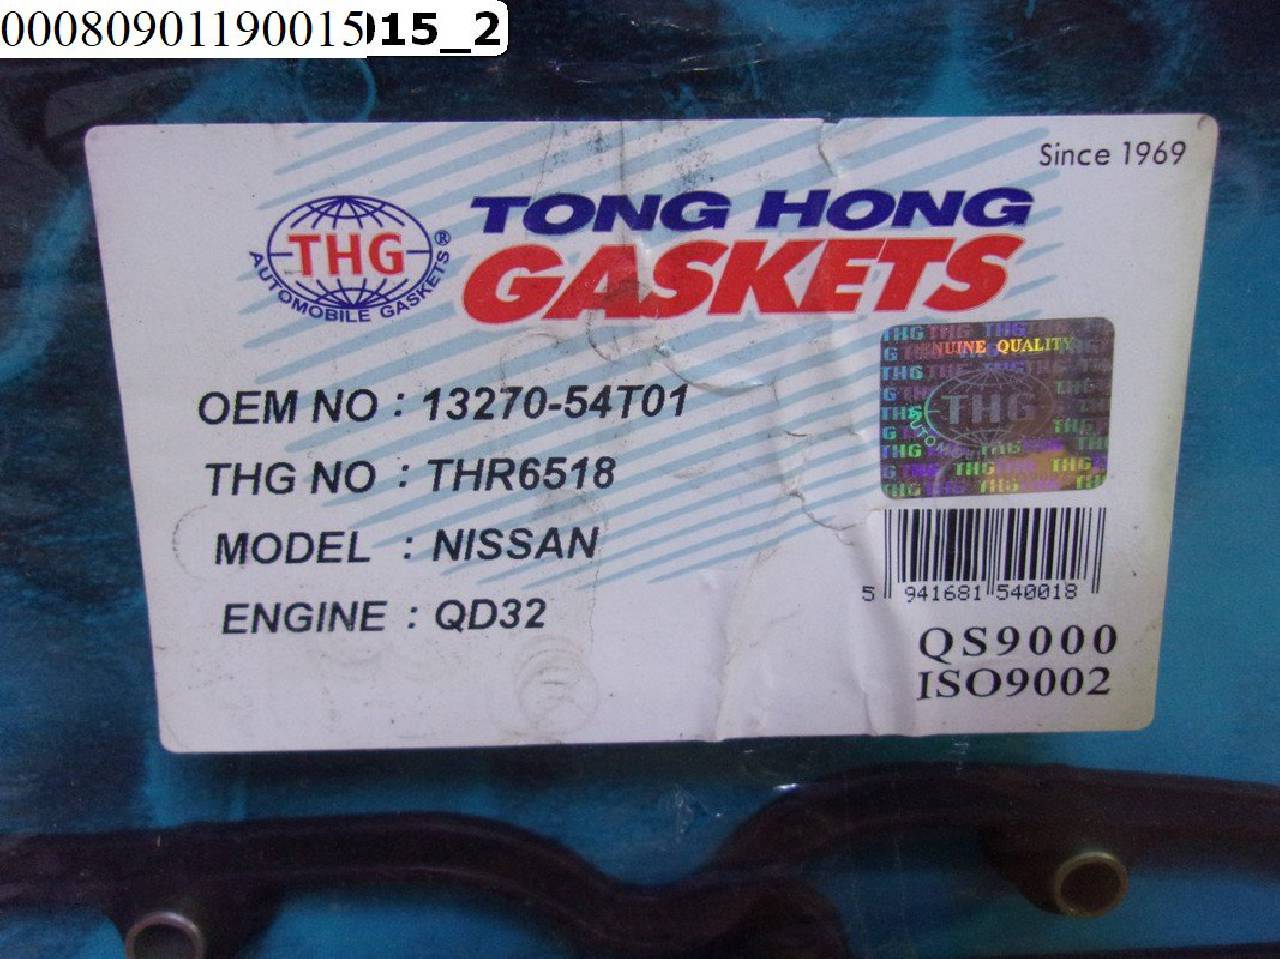 00080901190015015_2
Since 1969
THG
AUTOMOBILE GASKETS®
TONG HONG
GASKETS
NUINE QUALITY
THG
OEM NO : 13270-54T01
THG NO : THR6518
MODEL : NISSAN
ENGINE : QD32
5 941681 540018
QS9000
ISO9002